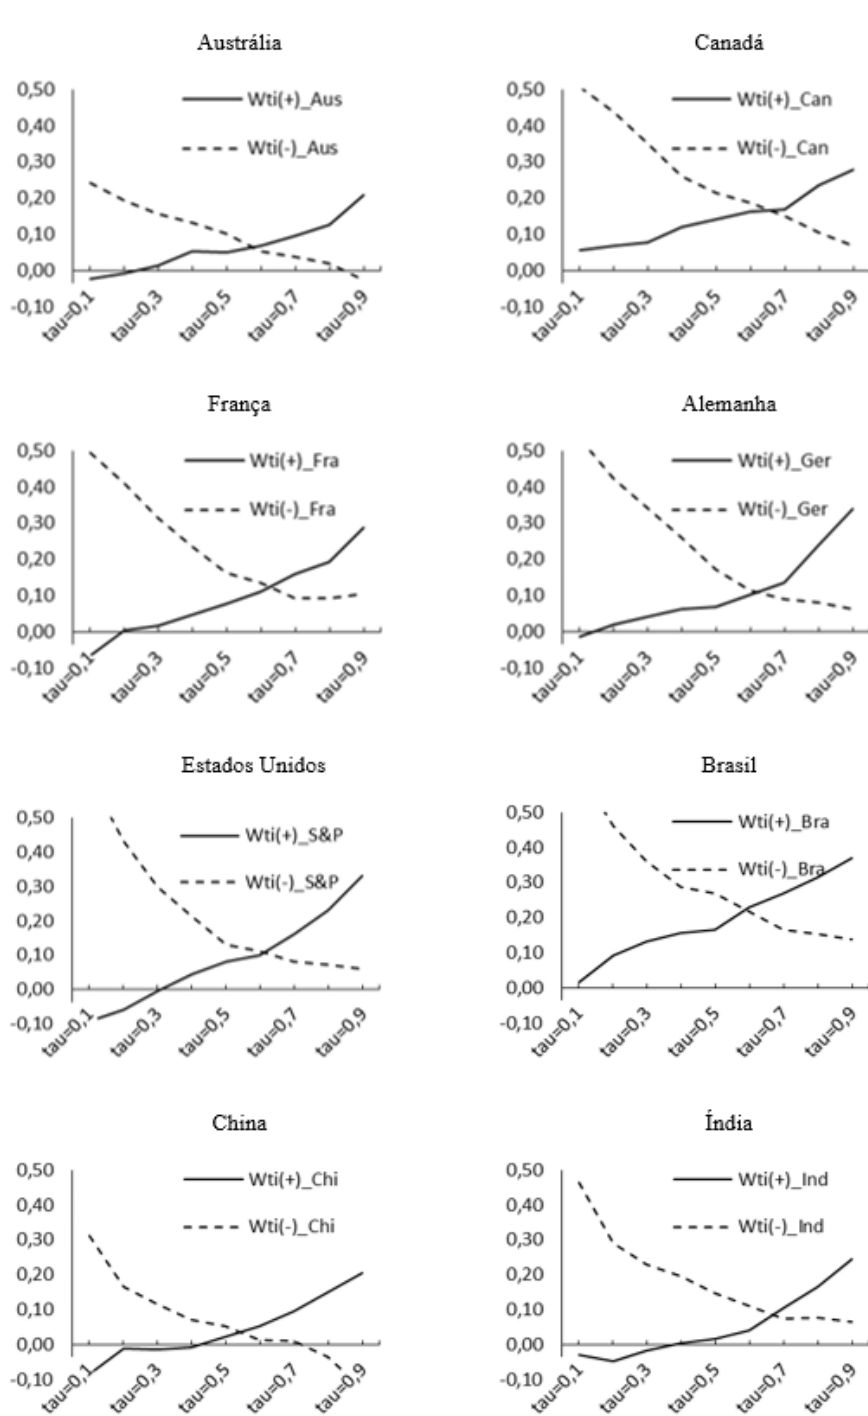 Austrália
0,50
0,40
0,30
0,20
0,10
0,00
-0,10
Wti(+)_Aus
Wti(-)_Aus
tau=0,1
tau=0,3
tau=0,5
tau=0,7
tau=0,9
Canadá
0,50
0,40
0,30
0,20
0,10
0,00
-0,10
Wti(+)_Can
Wti(-)_Can
tau=0,1
tau=0,3
tau=0,5
tau=0,7
tau=0,9
França
0,50
0,40
0,30
0,20
0,10
0,00
-0,10
Wti(+)_Fra
Wti(-)_Fra
tau=0,1
tau=0,3
tau=0,5
tau=0,7
tau=0,9
Alemanha
0,50
0,40
0,30
0,20
0,10
0,00
-0,10
Wti(+)_Ger
Wti(-)_Ger
tau=0,1
tau=0,3
tau=0,5
tau=0,7
tau=0,9
Estados Unidos
0,50
0,40
0,30
0,20
0,10
0,00
-0,10
Wti(+)_S&P
Wti(-)_S&P
tau=0,1
tau=0,3
tau=0,5
tau=0,7
tau=0,9
Brasil
0,50
0,40
0,30
0,20
0,10
0,00
-0,10
Wti(+)_Bra
Wti(-)_Bra
tau=0,1
tau=0,3
tau=0,5
tau=0,7
tau=0,9
China
0,50
0,40
0,30
0,20
0,10
0,00
-0,10
Wti(+)_Chi
Wti(-)_Chi
tau=0,1
tau=0,3
tau=0,5
tau=0,7
tau=0,9
Índia
0,50
0,40
0,30
0,20
0,10
0,00
-0,10
Wti(+)_Ind
Wti(-)_Ind
tau=0,1
tau=0,3
tau=0,5
tau=0,7
tau=0,9